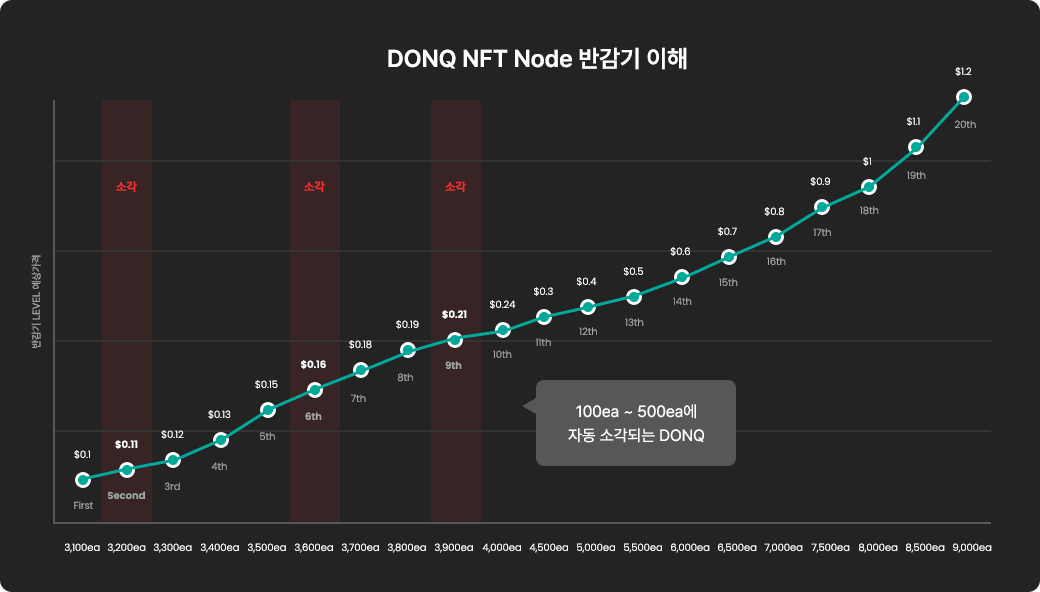 DONQ NFT Node 반감기 이해
반감기 LEVEL 예상가격
소각
소각
소각
$0.1
$0.11
$0.12
$0.13
$0.15
$0.16
$0.18
$0.19
$0.21
$0.24
$0.3
$0.4
$0.5
$0.6
$0.7
$0.8
$0.9
$1
$1.1
$1.2
First
Second
3rd
4th
5th
6th
7th
8th
9th
10th
11th
12th
13th
14th
15th
16th
17th
18th
19th
20th
100ea ~ 500ea에
자동 소각되는 DONQ
3,100ea 3,200ea 3,300ea 3,400ea 3,500ea 3,600ea 3,700ea 3,800ea 3,900ea 4,000ea 4,500ea 5,000ea 5,500ea 6,000ea 6,500ea 7,000ea 7,500ea 8,000ea 8,500ea 9,000ea